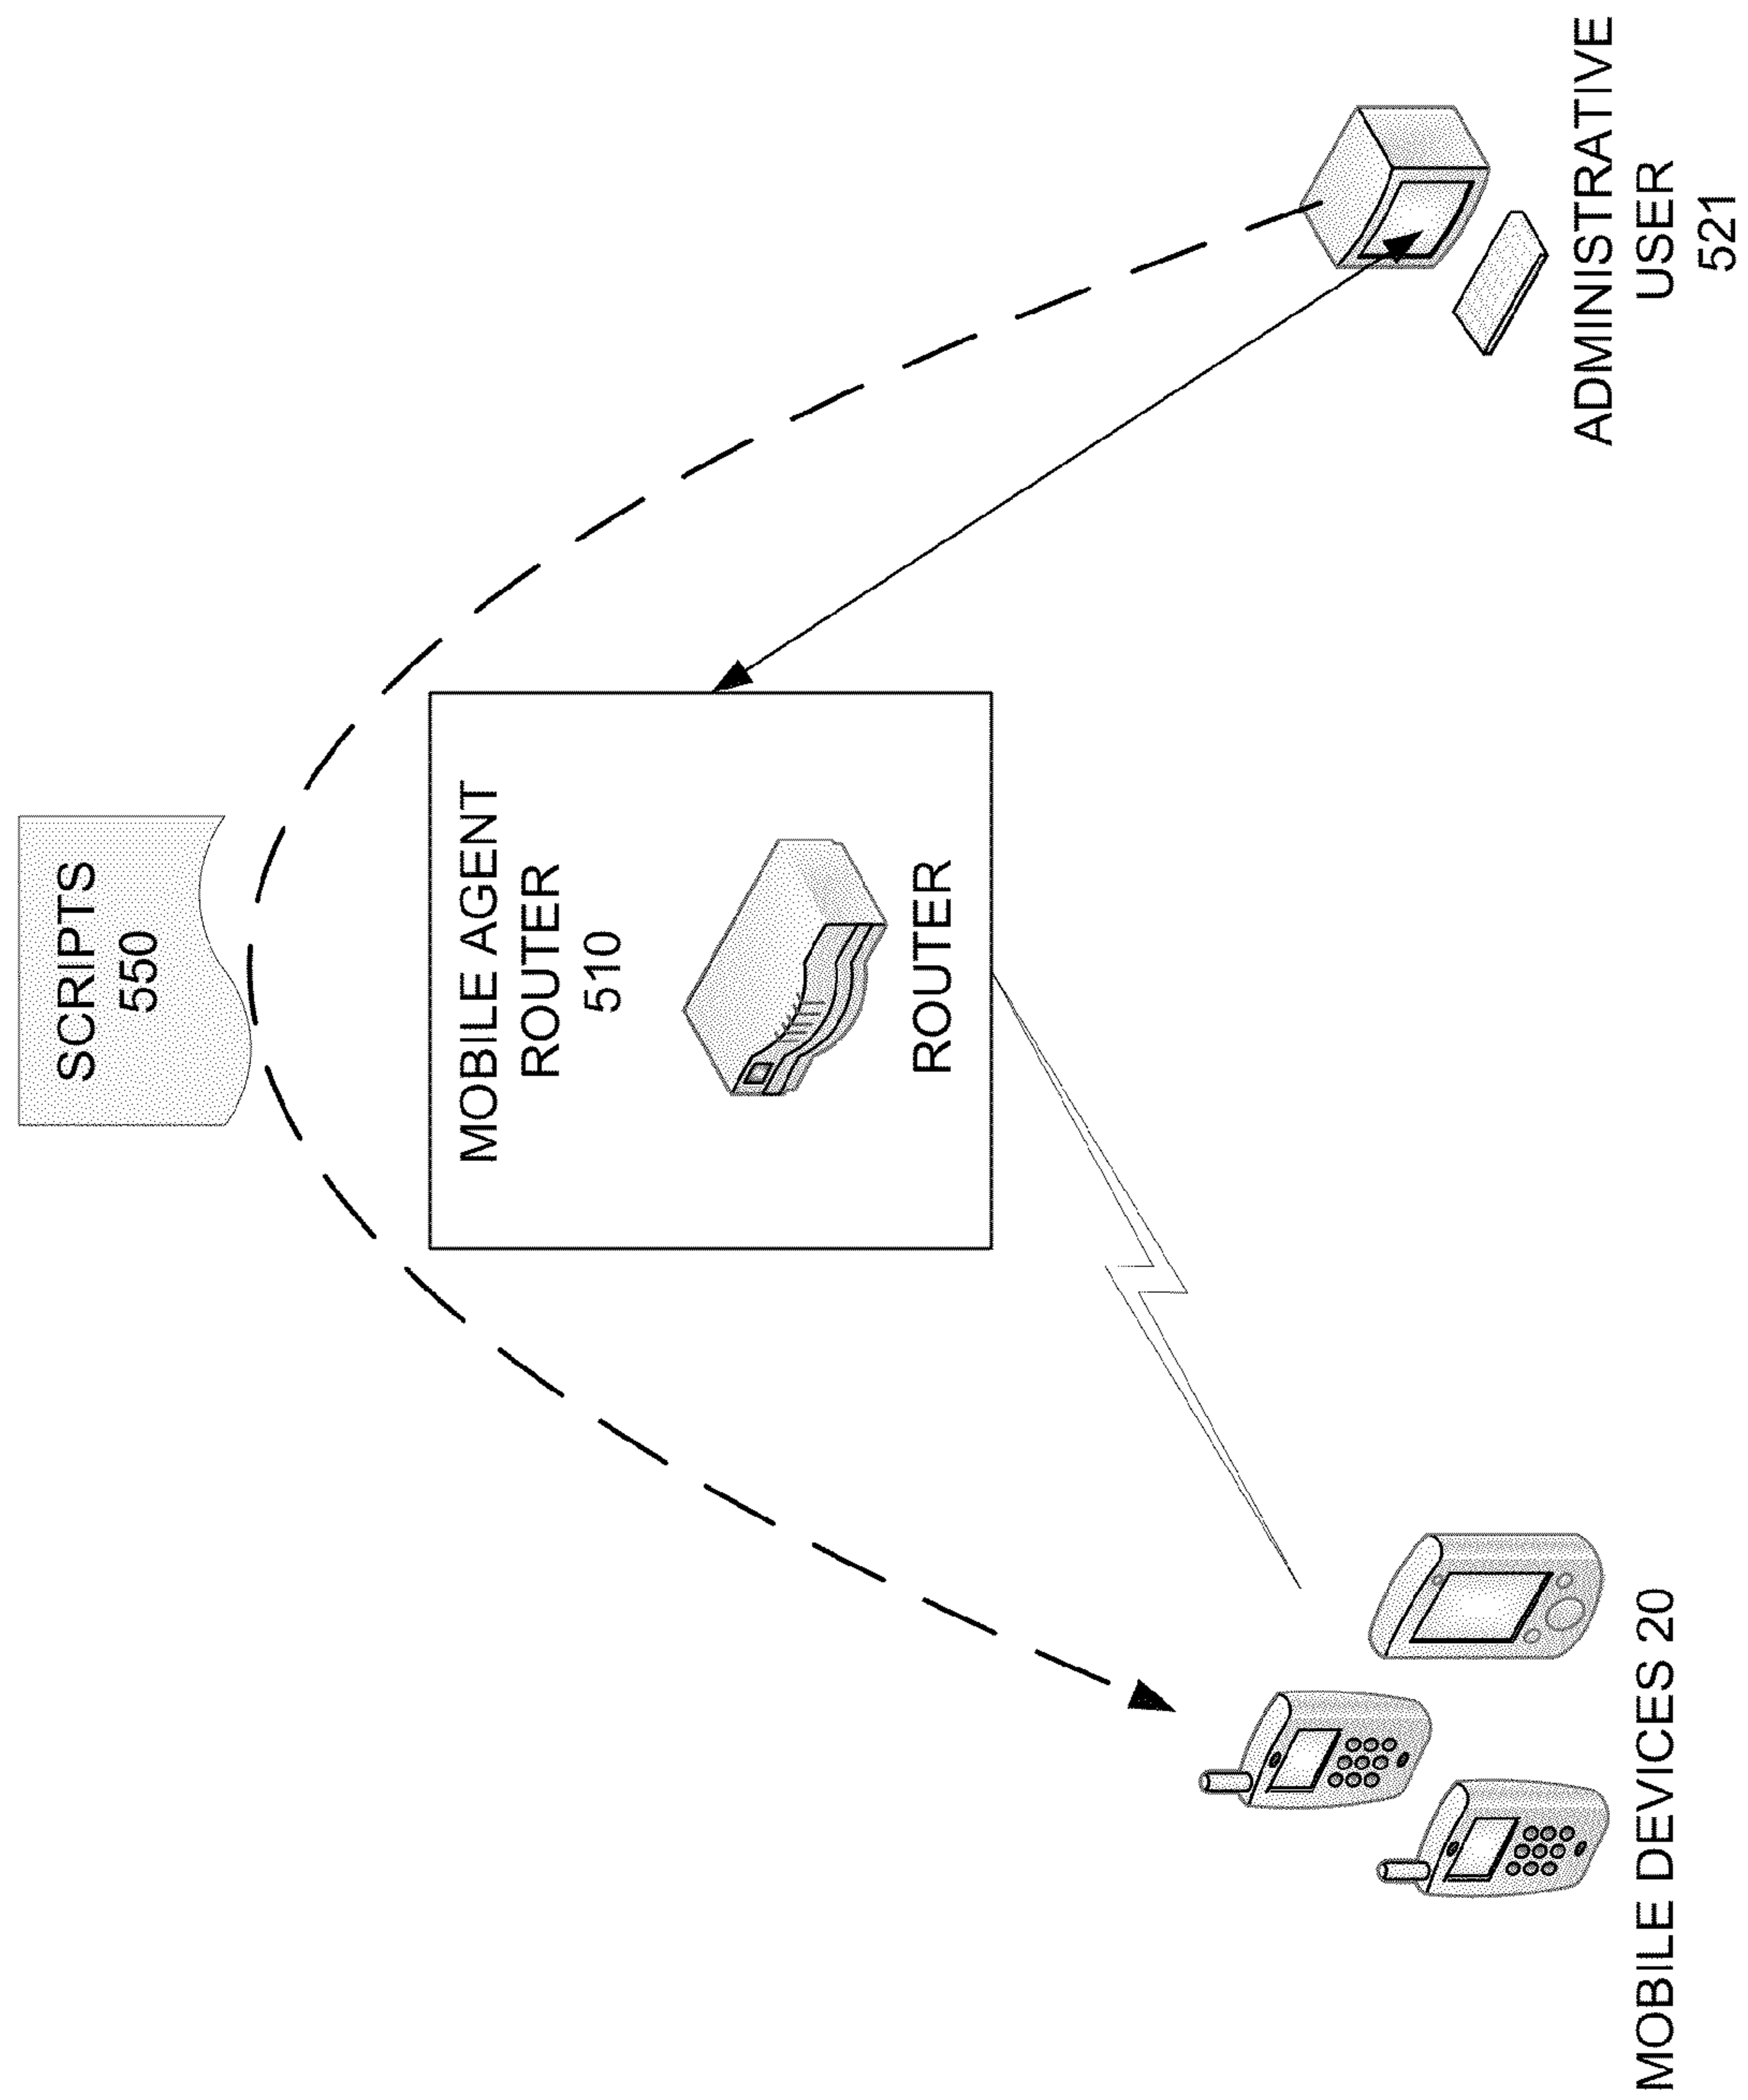 SCRIPTS
550
MOBILE AGENT
ROUTER
510
ROUTER
MOBILE DEVICES 20
ADMINISTRATIVE
USER
521